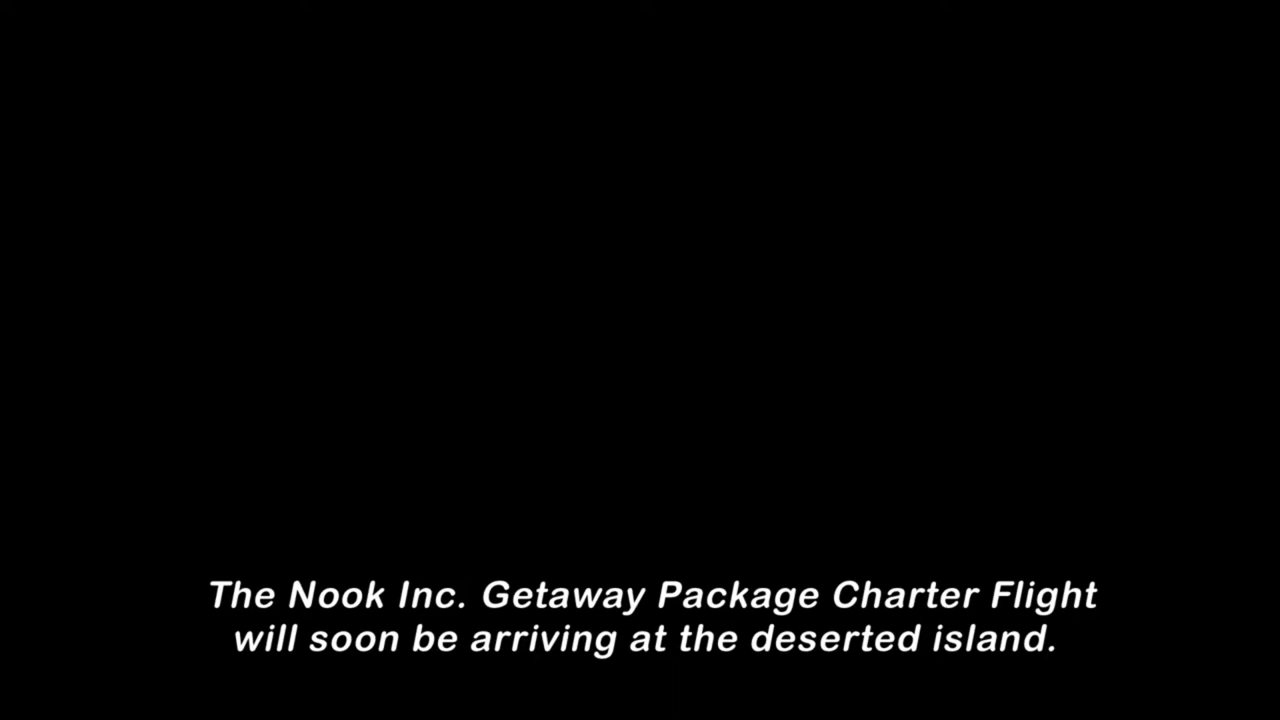 The Nook Inc. Getaway Package Charter Flight
will soon be arriving at the deserted island.